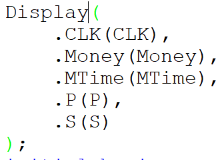 Display(
.CLK(CLK),
.Money(Money),
.MTime(MTime),
.P(P),
.S(S)
);